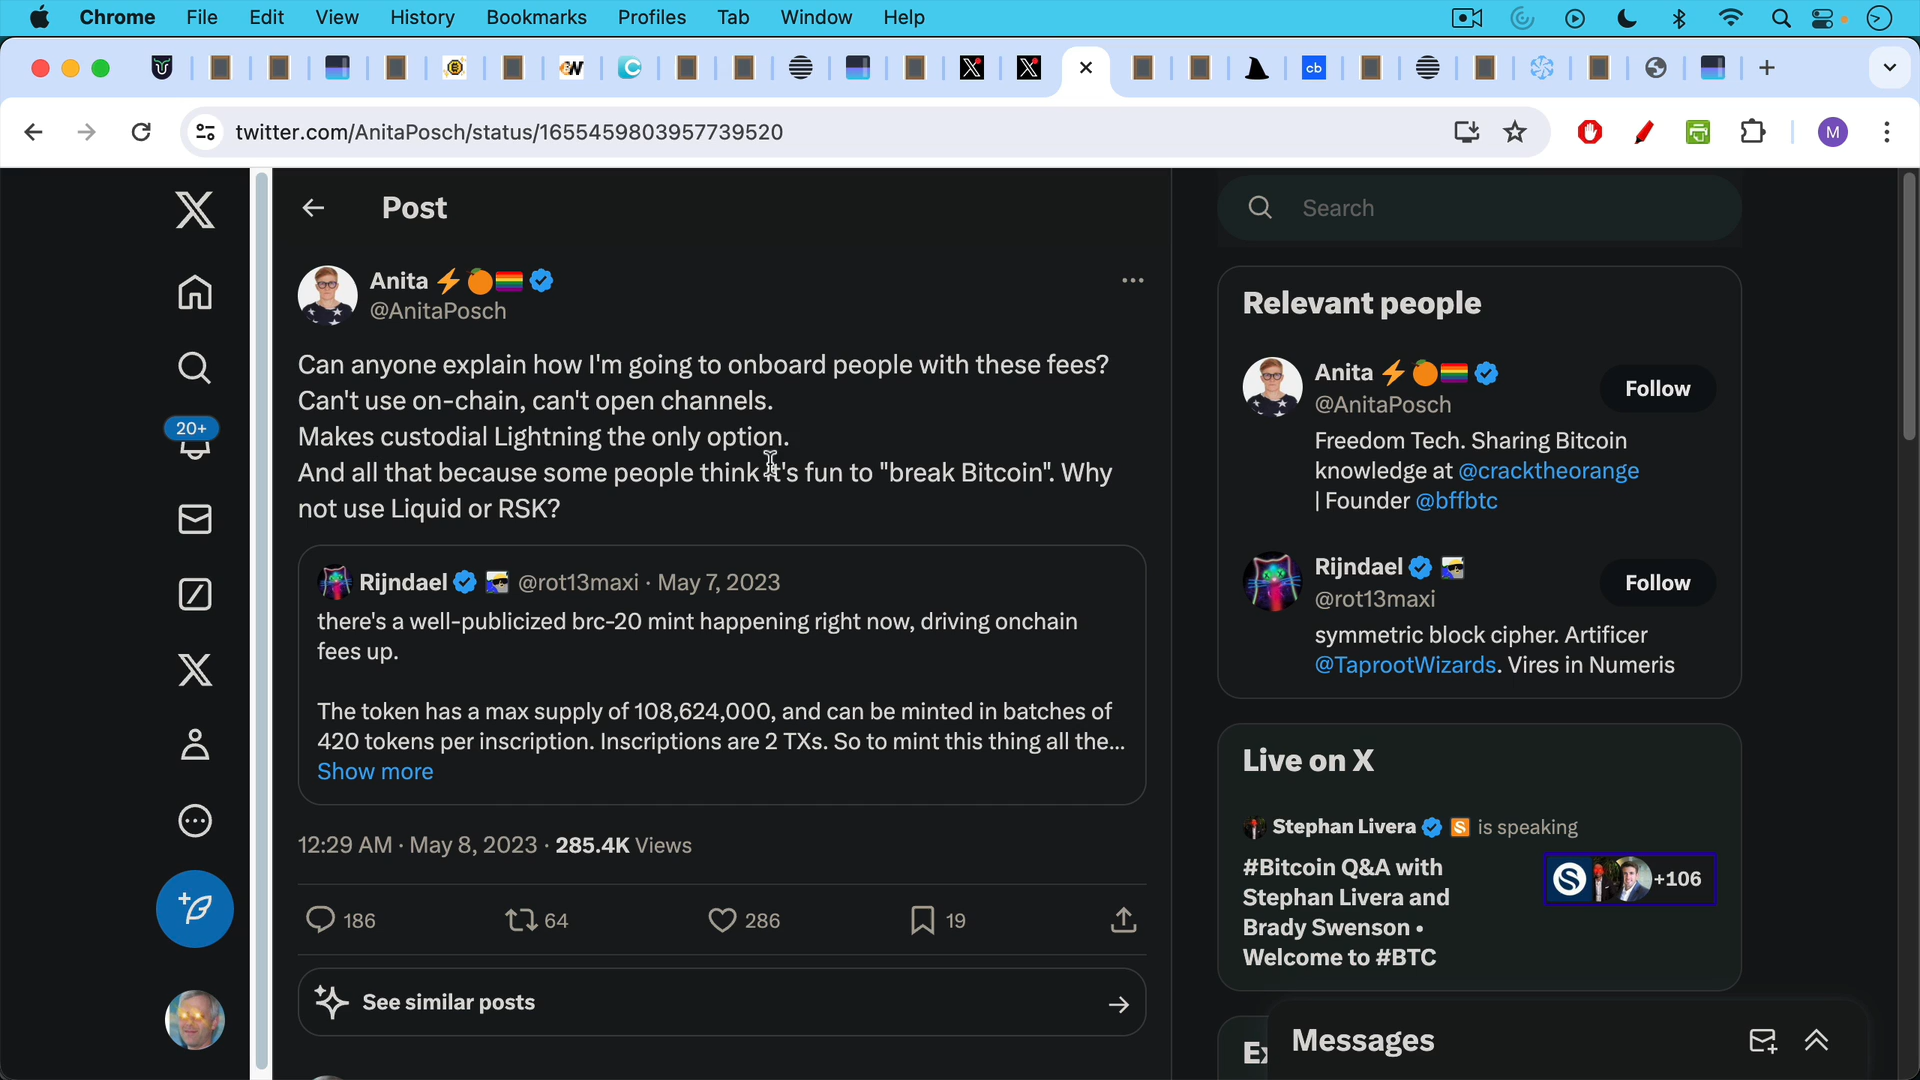 Chrome File Edit View History Bookmarks Profiles Tab Window Help
cb
twitter.com/AnitaPosch/status/1655459803957739520
M
Post
Search
Anita
@AnitaPosch
Can anyone explain how I'm going to onboard people with these fees?
Can't use on-chain, can't open channels.
Makes custodial Lightning the only option.
And all that because some people think it's fun to "break Bitcoin". Why
not use Liquid or RSK?
Rijndael @rot13maxi · May 7, 2023
there's a well-publicized brc-20 mint happening right now, driving onchain
fees up.
The token has a max supply of 108,624,000, and can be minted in batches of
420 tokens per inscription. Inscriptions are 2 TXs. So to mint this thing all the...
Show more
12:29 AM · May 8, 2023 · 285.4K Views
186 64 286 19
See similar posts
20+
Relevant people
Anita
@AnitaPosch
Follow
Freedom Tech. Sharing Bitcoin
knowledge at @cracktheorange
| Founder @bffbtc
Rijndael
@rot13maxi
Follow
symmetric block cipher. Artificer
@TaprootWizards. Vires in Numeris
Live on X
Stephan Livera is speaking
#Bitcoin Q&A with
Stephan Livera and
Brady Swenson •
Welcome to #BTC
+106
Messages